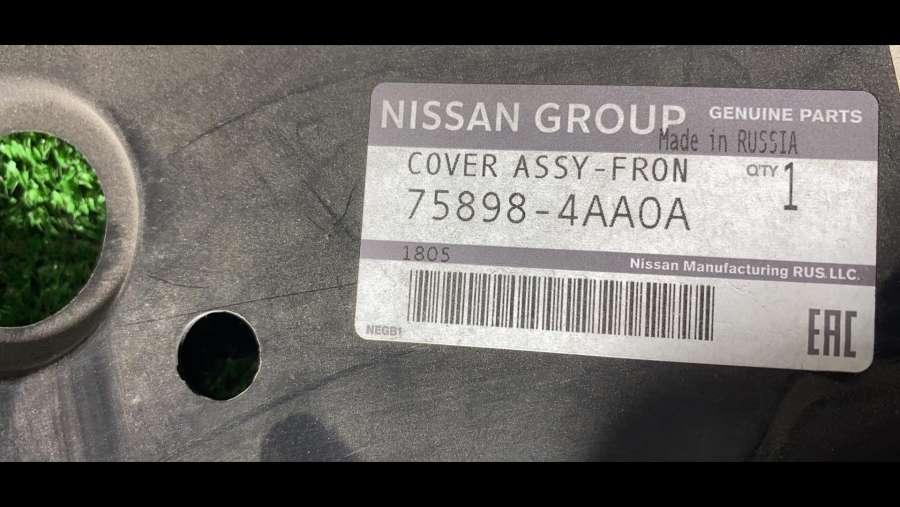 NISSAN GROUP GENUINE PARTS
Made in RUSSIA
COVER ASSY-FRON QTY 1
75898-4AA0A
1805
Nissan Manufacturing RUS.LLC.
NEGB1
EAC